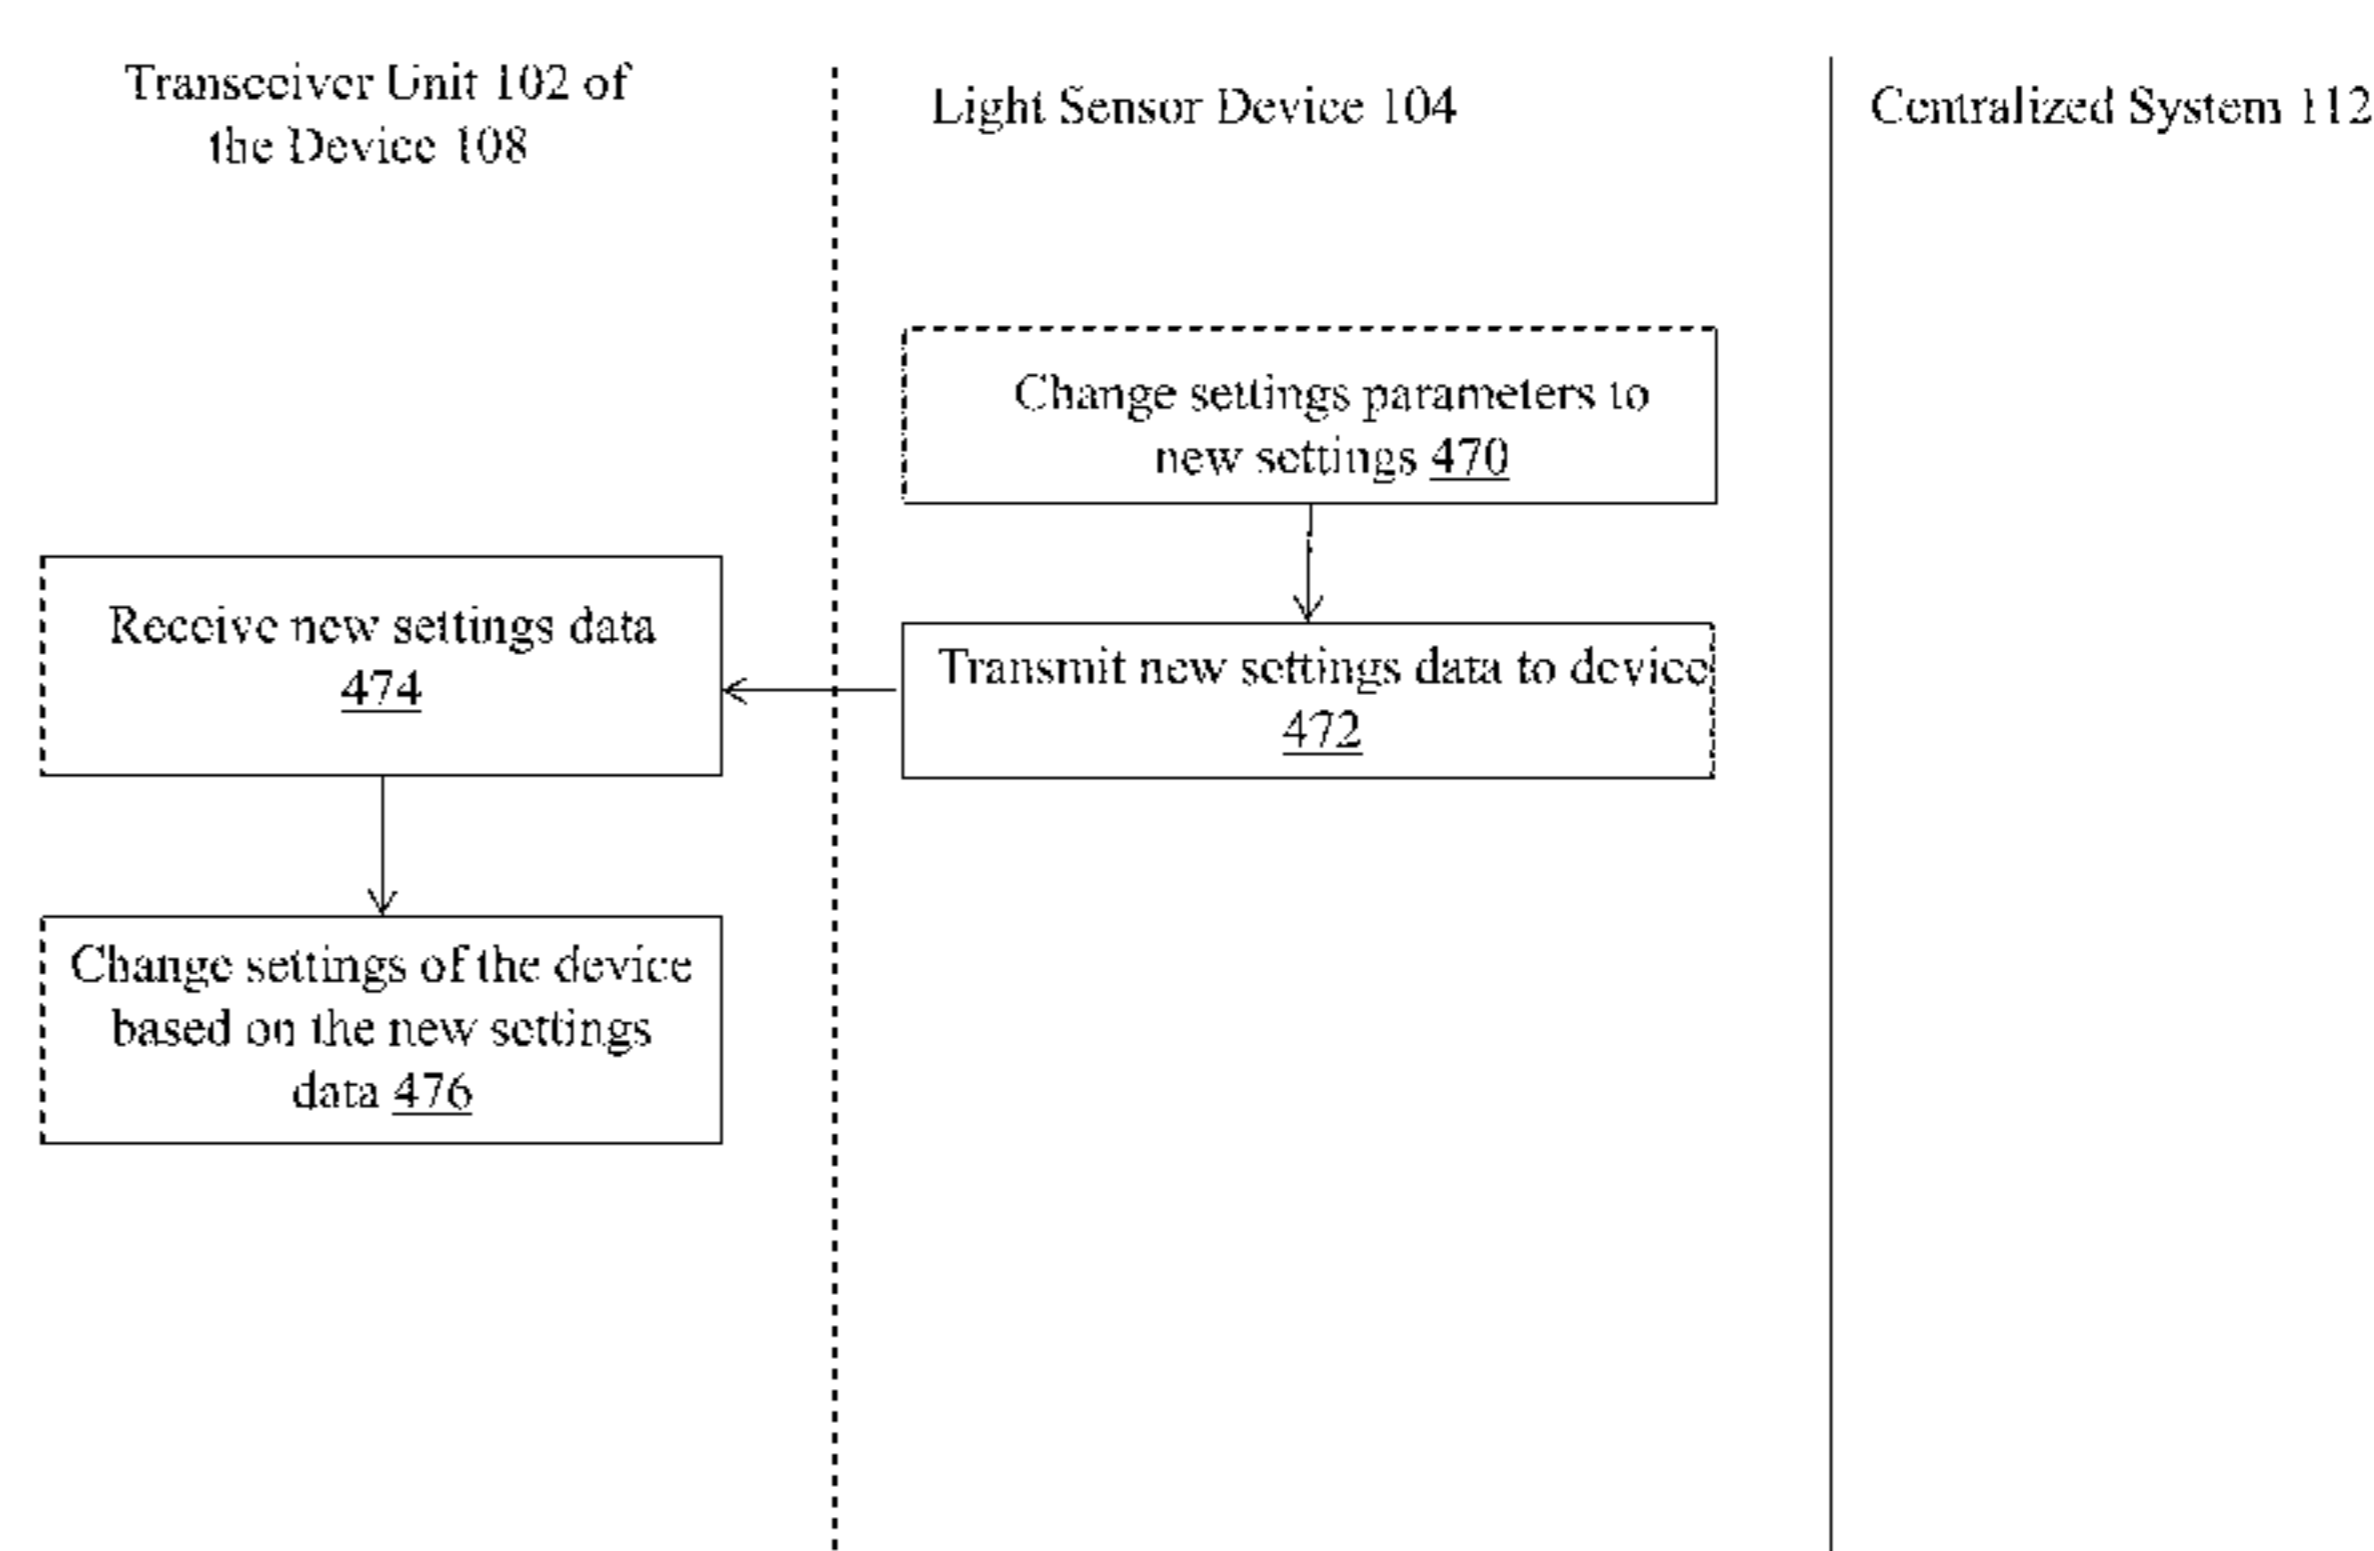 Transceiver Unit 102 of
the Device 108
Light Sensor Device 104
Centralized System 112
Change settings parameters to
new settings 470
Receive new settings data
474
Transmit new settings data to device
472
Change settings of the device
based on the new settings
data 476